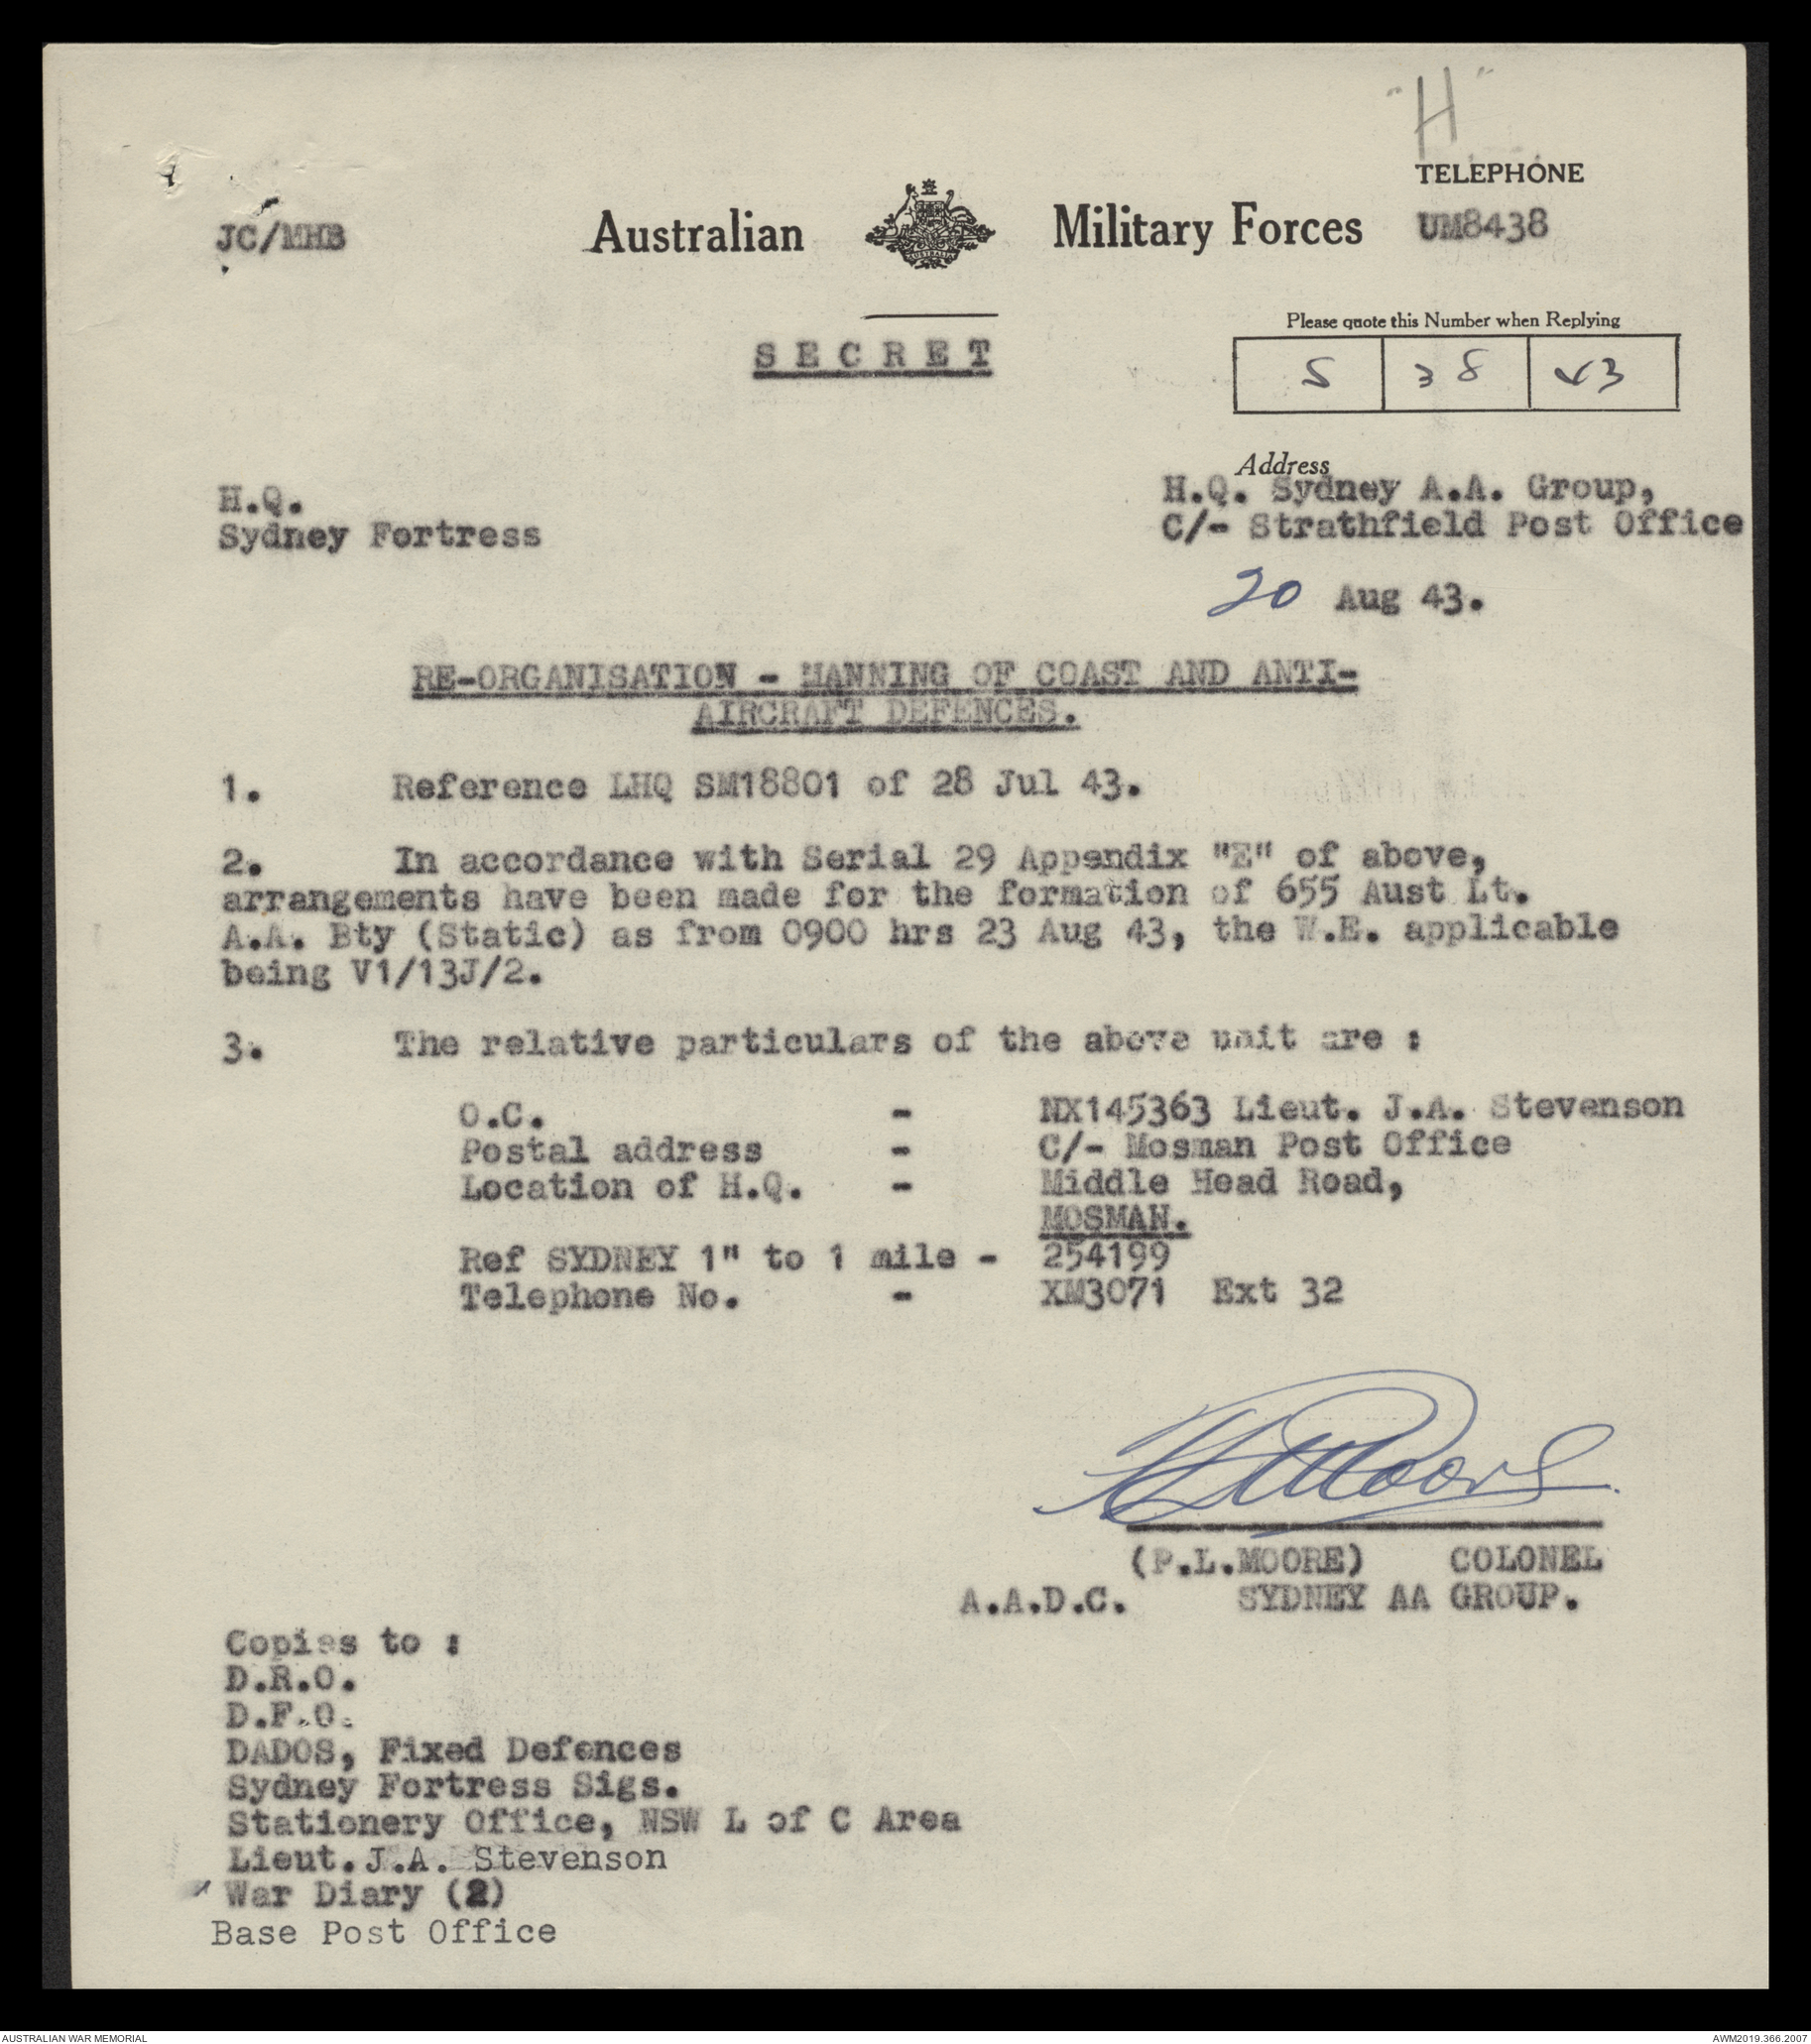 "H"
TELEPHONE
JC/MHB Australian Military Forces UM8438
AUSTRALIA
SECRET
Please quote this Number when Replying
5 38 43
Address
H.Q. H.Q. Sydney A.A. Group,
Sydney Fortress C/- Strathfield Post Office
20 Aug 43.
RE-ORGANISATION - MANNING OF COAST AND ANTI-
AIRCRAFT DEFENCES.
1. Reference LHQ SM18801 of 28 Jul 43.
2. In accordance with Serial 29 Appendix "E" of above,
arrangements have been made for the formation of 655 Aust Lt.
A.A. Bty (Static) as from 0900 hrs 23 Aug 43, the W.E. applicable
being V1/13J/2.
3. The relative particulars of the above unit are :
O.C. - NX145363 Lieut. J.A. Stevenson
Postal address - C/- Mosman Post Office
Location of H.Q. - Middle Head Road,
MOSMAN.
Ref SYDNEY 1" to 1 mile - 254199
Telephone No. - XM3071 Ext 32
PLMoore
(P.L.MOORE) COLONEL
A.A.D.C. SYDNEY AA GROUP.
Copies to :
D.R.O.
D.F.O.
DADOS, Fixed Defences
Sydney Fortress Sigs.
Stationery Office, NSW L of C Area
Lieut. J.A. Stevenson
War Diary (2)
Base Post Office
AUSTRALIAN WAR MEMORIAL AWM2019.366.2007